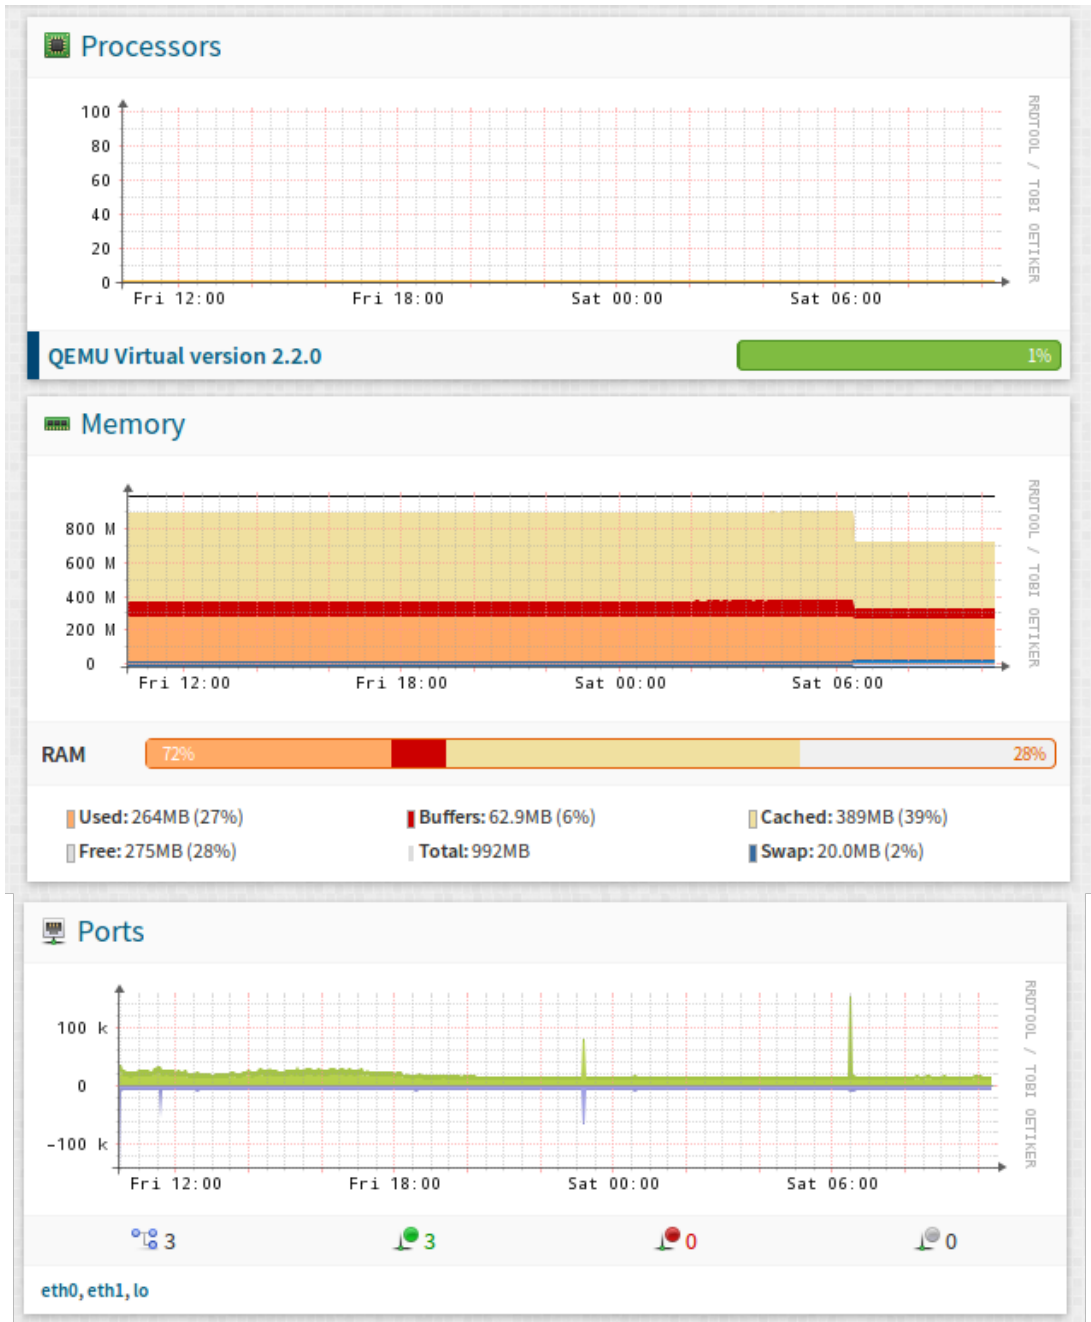 Processors
100
80
60
40
20
0
Fri 12:00 Fri 18:00 Sat 00:00 Sat 06:00
RRDTOOL / TOBI OETIKER
QEMU Virtual version 2.2.0 1%
Memory
800 M
600 M
400 M
200 M
0
Fri 12:00 Fri 18:00 Sat 00:00 Sat 06:00
RRDTOOL / TOBI OETIKER
RAM 72% 28%
Used: 264MB (27%) Buffers: 62.9MB (6%) Cached: 389MB (39%)
Free: 275MB (28%) Total: 992MB Swap: 20.0MB (2%)
Ports
100 k
0
-100 k
Fri 12:00 Fri 18:00 Sat 00:00 Sat 06:00
RRDTOOL / TOBI OETIKER
3 3 0 0
eth0, eth1, lo